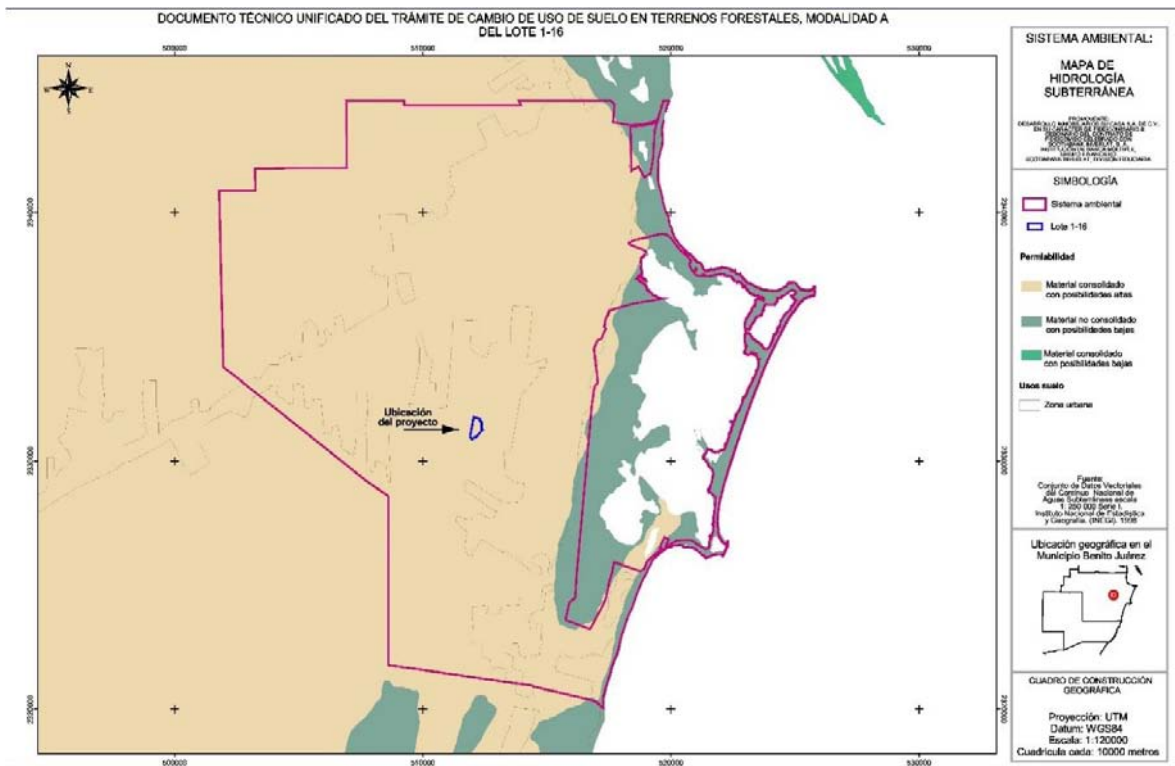 DOCUMENTO TÉCNICO UNIFICADO DEL TRÁMITE DE CAMBIO DE USO DE SUELO EN TERRENOS FORESTALES, MODALIDAD A
DEL LOTE 1-16
500000
510000
520000
530000
Ubicación
del proyecto
500000
510000
520000
530000
SISTEMA AMBIENTAL:
MAPA DE
HIDROLOGÍA
SUBTERRÁNEA
SIMBOLOGÍA
Sistema ambiental
Lote 1-16
Permiabilidad
Material consolidado
con posibilidades altas
Material no consolidado
con posibilidades bajas
Material consolidado
con posibilidades bajas
Usos suelo
Zona urbana
Fuente:
Conjunto de Datos Vectoriales
del Continuo Nacional de
Aguas Subterráneas escala
1: 250 000 Serie I.
Instituto Nacional de Estadística
y Geografía. (INEGI). 1998
Ubicación geográfica en el
Municipio Benito Juárez
CUADRO DE CONSTRUCCIÓN
GEOGRÁFICA
Proyección: UTM
Datum: WGS84
Escala: 1:120000
Cuadrícula cada: 10000 metros